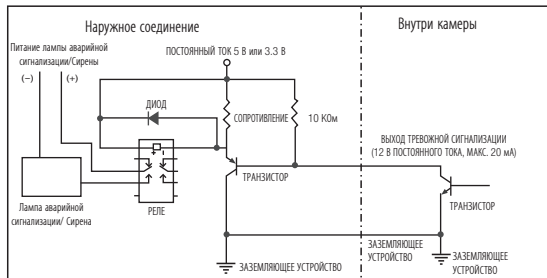 Наружное соединение
Внутри камеры
Питание лампы аварийной
сигнализации/Сирены
(−)
(+)
ПОСТОЯННЫЙ ТОК 5 В или 3.3 В
ДИОД
СОПРОТИВЛЕНИЕ
10 КОм
+
ВЫХОД ТРЕВОЖНОЙ СИГНАЛИЗАЦИИ
(12 В ПОСТОЯННОГО ТОКА, МАКС. 20 мА)
ТРАНЗИСТОР
ТРАНЗИСТОР
Лампа аварийной
сигнализации/ Сирена
РЕЛЕ
ЗАЗЕМЛЯЮЩЕЕ УСТРОЙСТВО
ЗАЗЕМЛЯЮЩЕЕ
УСТРОЙСТВО
ЗАЗЕМЛЯЮЩЕЕ
УСТРОЙСТВО